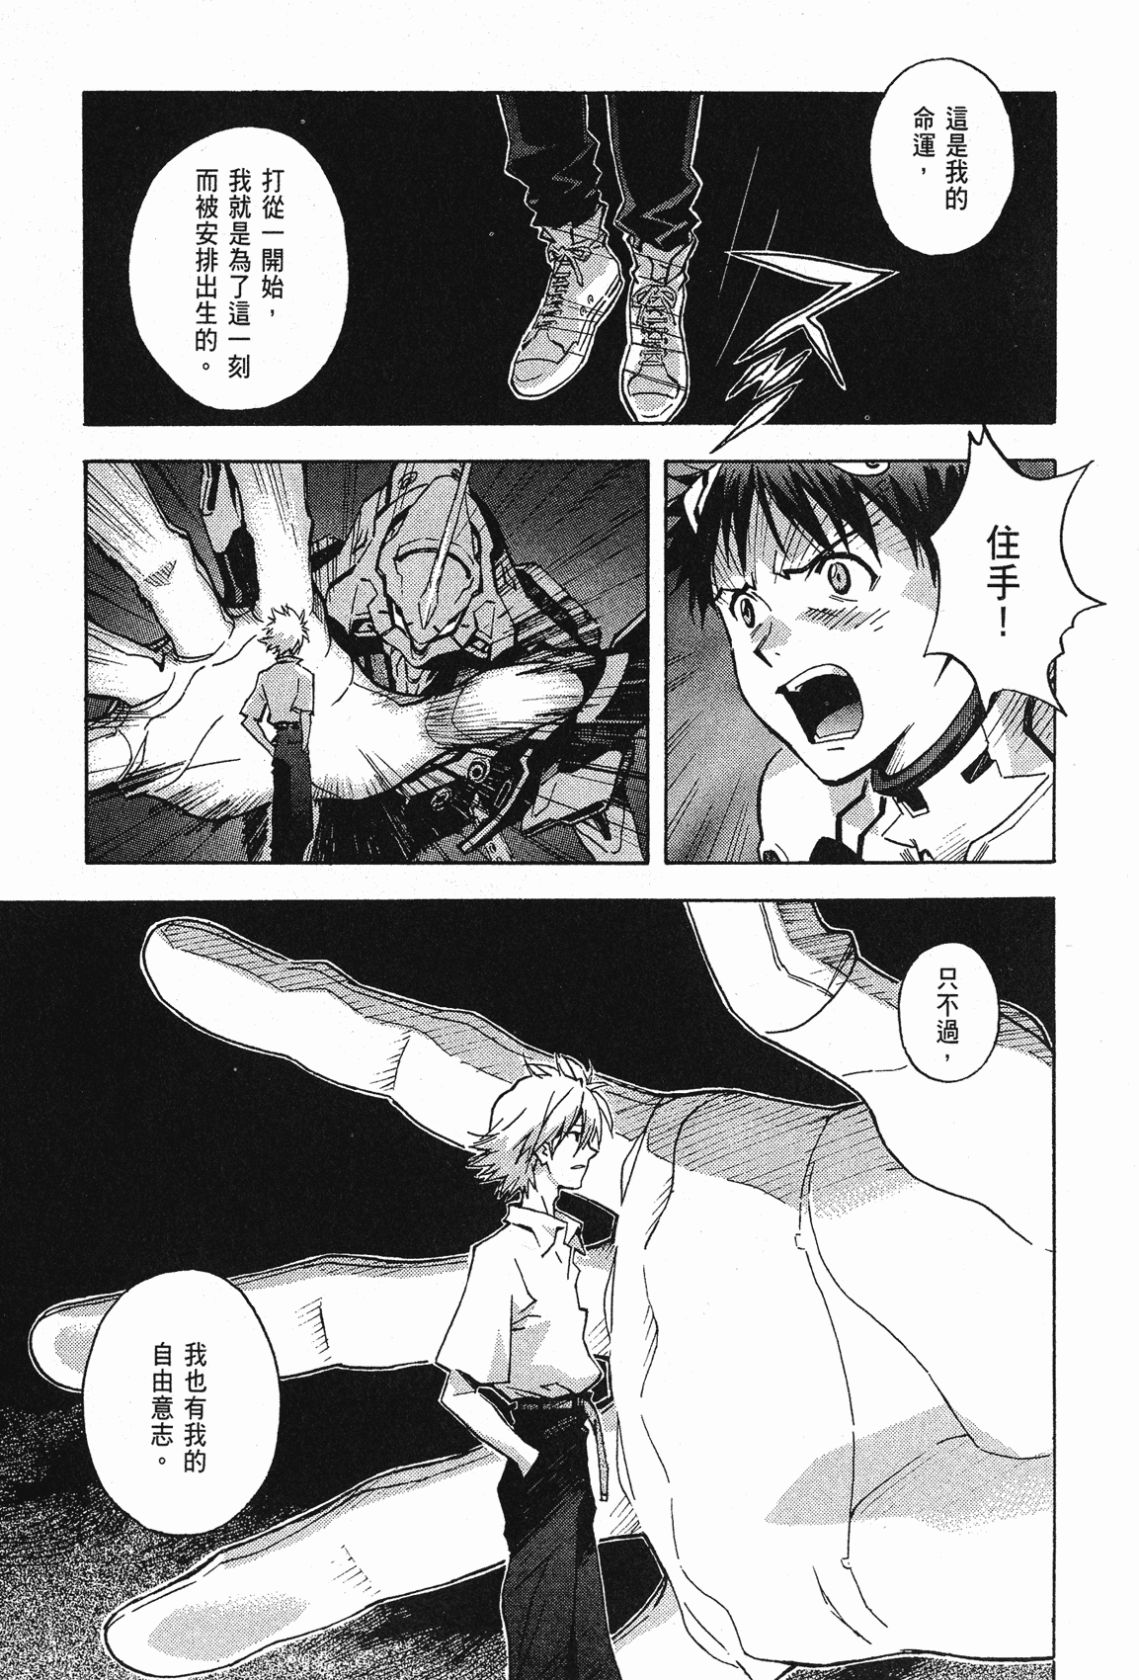 這是我的
命運，
打從一開始，
我就是為了這一刻
而被安排出生的。
住手！
只不過，
我也有我的
自由意志。